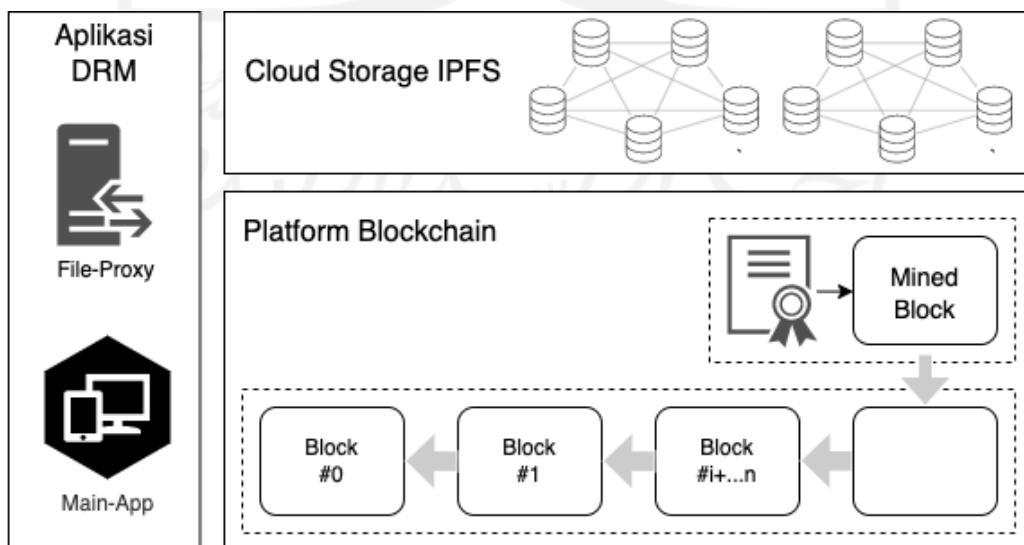 Aplikasi
DRM
File-Proxy
Main-App
Cloud Storage IPFS
Platform Blockchain
Mined
Block
Block
#0
Block
#1
Block
#i+...n